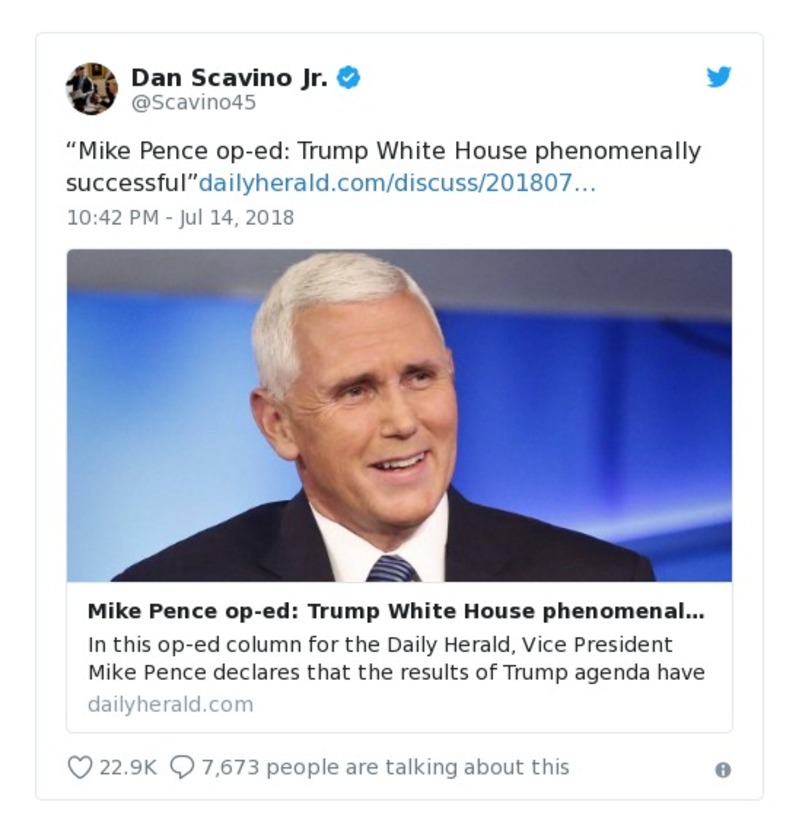 Dan Scavino Jr.
@Scavino45
“Mike Pence op-ed: Trump White House phenomenally
successful”dailyherald.com/discuss/201807…
10:42 PM - Jul 14, 2018
Mike Pence op-ed: Trump White House phenomenal…
In this op-ed column for the Daily Herald, Vice President
Mike Pence declares that the results of Trump agenda have
dailyherald.com
22.9K 7,673 people are talking about this